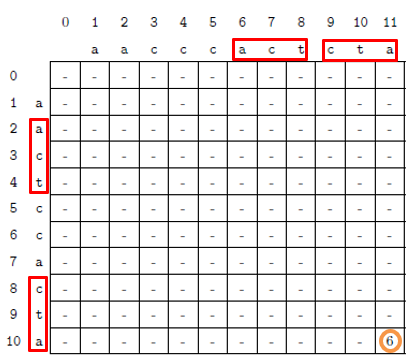 0 1 2 3 4 5 6 7 8 9 10 11
a a c c c a c t c t a
0 - - - - - - - - - - - -
1 a - - - - - - - - - - - -
2 a - - - - - - - - - - - -
3 c - - - - - - - - - - - -
4 t - - - - - - - - - - - -
5 c - - - - - - - - - - - -
6 c - - - - - - - - - - - -
7 a - - - - - - - - - - - -
8 c - - - - - - - - - - - -
9 t - - - - - - - - - - - -
10 a - - - - - - - - - - - 6